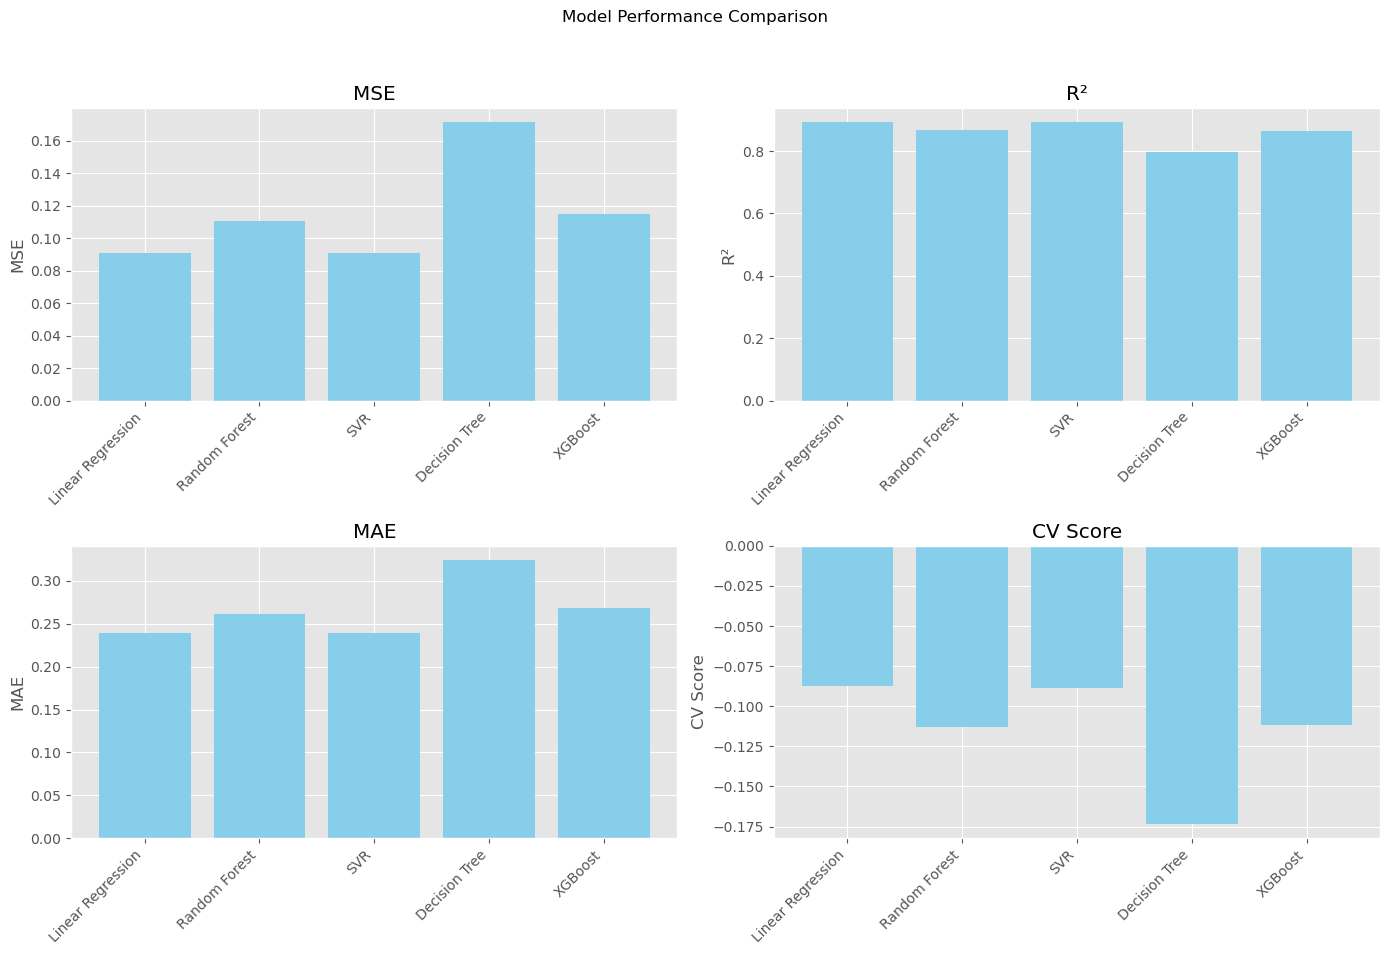 Model Performance Comparison
MSE
MSE
0.16
0.14
0.12
0.10
0.08
0.06
0.04
0.02
0.00
Linear Regression
Random Forest
SVR
Decision Tree
XGBoost
R²
R²
0.8
0.6
0.4
0.2
0.0
Linear Regression
Random Forest
SVR
Decision Tree
XGBoost
MAE
MAE
0.30
0.25
0.20
0.15
0.10
0.05
0.00
Linear Regression
Random Forest
SVR
Decision Tree
XGBoost
CV Score
CV Score
0.000
−0.025
−0.050
−0.075
−0.100
−0.125
−0.150
−0.175
Linear Regression
Random Forest
SVR
Decision Tree
XGBoost